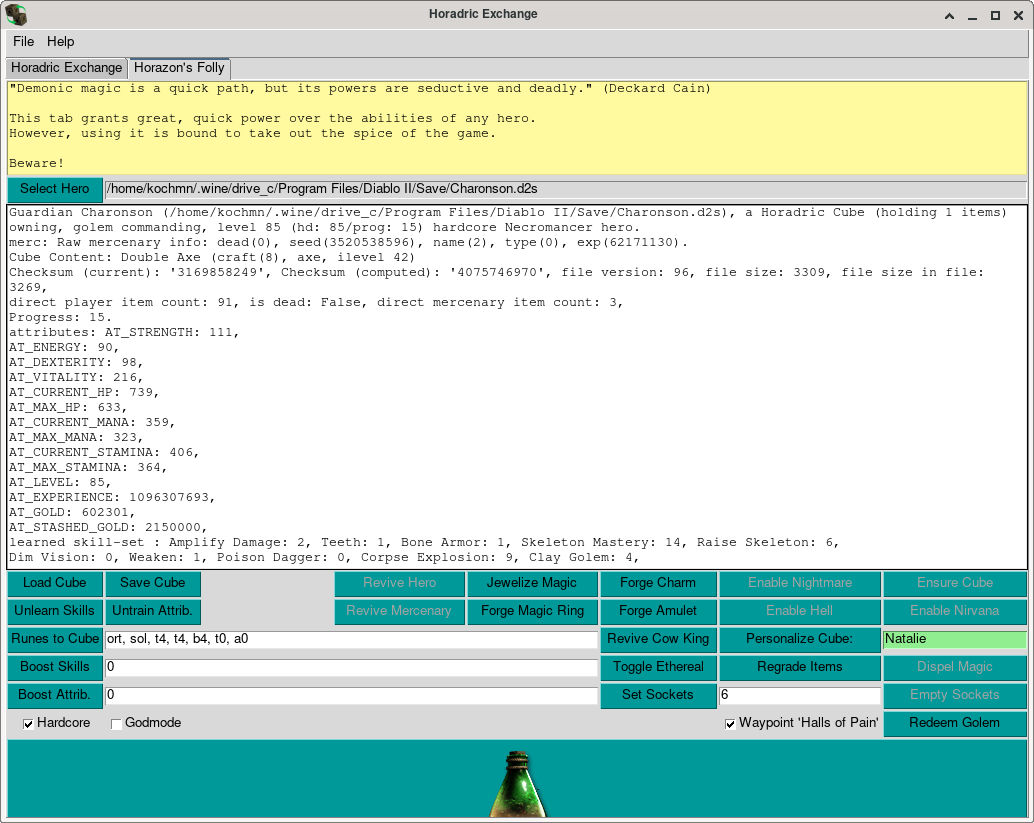 Horadric Exchange
File Help
Horadric Exchange Horazon's Folly
"Demonic magic is a quick path, but its powers are seductive and deadly." (Deckard Cain)
This tab grants great, quick power over the abilities of any hero.
However, using it is bound to take out the spice of the game.
Beware!
Select Hero /home/kochmn/.wine/drive_c/Program Files/Diablo II/Save/Charonson.d2s
Guardian Charonson (/home/kochmn/.wine/drive_c/Program Files/Diablo II/Save/Charonson.d2s), a Horadric Cube (holding 1 items)
owning, golem commanding, level 85 (hd: 85/prog: 15) hardcore Necromancer hero.
merc: Raw mercenary info: dead(0), seed(3520538596), name(2), type(0), exp(62171130).
Cube Content: Double Axe (craft(8), axe, ilevel 42)
Checksum (current): '3169858249', Checksum (computed): '4075746970', file version: 96, file size: 3309, file size in file:
3269,
direct player item count: 91, is dead: False, direct mercenary item count: 3,
Progress: 15.
attributes: AT_STRENGTH: 111,
AT_ENERGY: 90,
AT_DEXTERITY: 98,
AT_VITALITY: 216,
AT_CURRENT_HP: 739,
AT_MAX_HP: 633,
AT_CURRENT_MANA: 359,
AT_MAX_MANA: 323,
AT_CURRENT_STAMINA: 406,
AT_MAX_STAMINA: 364,
AT_LEVEL: 85,
AT_EXPERIENCE: 1096307693,
AT_GOLD: 602301,
AT_STASHED_GOLD: 2150000,
learned skill-set : Amplify Damage: 2, Teeth: 1, Bone Armor: 1, Skeleton Mastery: 14, Raise Skeleton: 6,
Dim Vision: 0, Weaken: 1, Poison Dagger: 0, Corpse Explosion: 9, Clay Golem: 4,
Load Cube Save Cube Revive Hero Jewelize Magic Forge Charm Enable Nightmare Ensure Cube
Unlearn Skills Untrain Attrib. Revive Mercenary Forge Magic Ring Forge Amulet Enable Hell Enable Nirvana
Runes to Cube ort, sol, t4, t4, b4, t0, a0 Revive Cow King Personalize Cube: Natalie
Boost Skills 0 Toggle Ethereal Regrade Items Dispel Magic
Boost Attrib. 0 Set Sockets 6 Empty Sockets
Hardcore Godmode Waypoint 'Halls of Pain' Redeem Golem